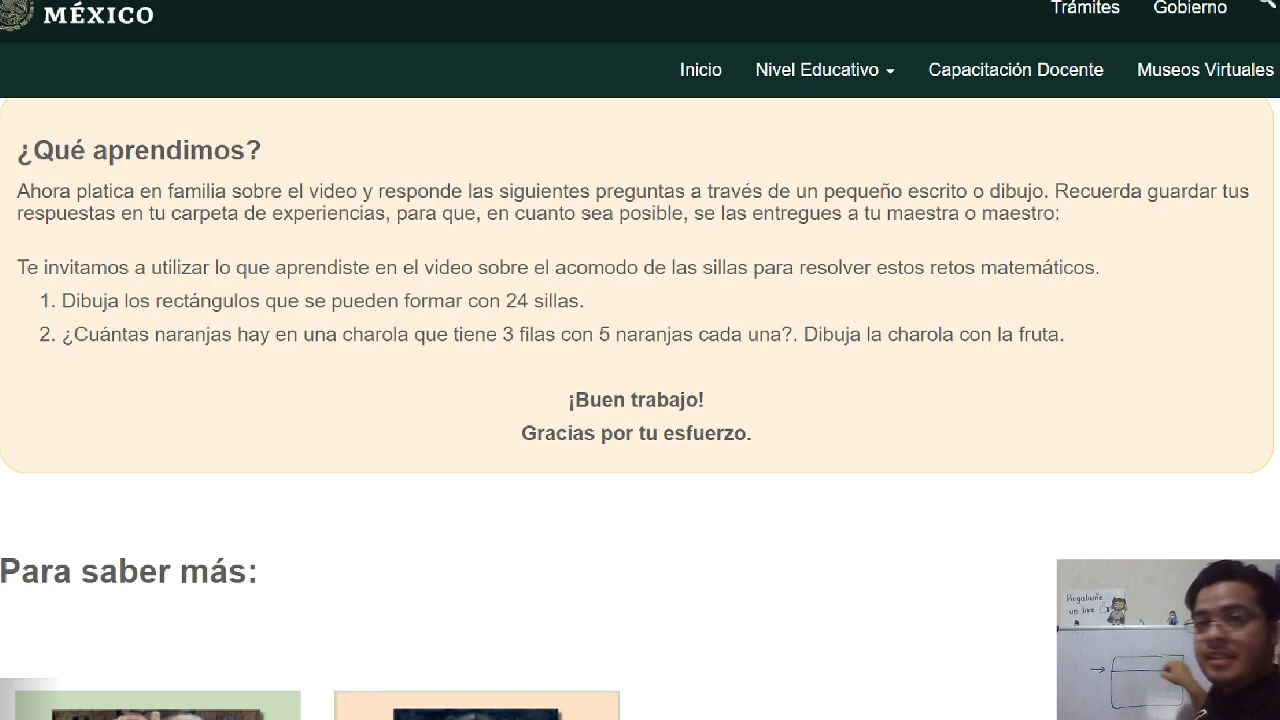 MÉXICO
Trámites Gobierno
Inicio Nivel Educativo Capacitación Docente Museos Virtuales
¿Qué aprendimos?
Ahora platica en familia sobre el video y responde las siguientes preguntas a través de un pequeño escrito o dibujo. Recuerda guardar tus
respuestas en tu carpeta de experiencias, para que, en cuanto sea posible, se las entregues a tu maestra o maestro:
Te invitamos a utilizar lo que aprendiste en el video sobre el acomodo de las sillas para resolver estos retos matemáticos.
1. Dibuja los rectángulos que se pueden formar con 24 sillas.
2. ¿Cuántas naranjas hay en una charola que tiene 3 filas con 5 naranjas cada una?. Dibuja la charola con la fruta.
¡Buen trabajo!
Gracias por tu esfuerzo.
Para saber más:
Regalame
un like